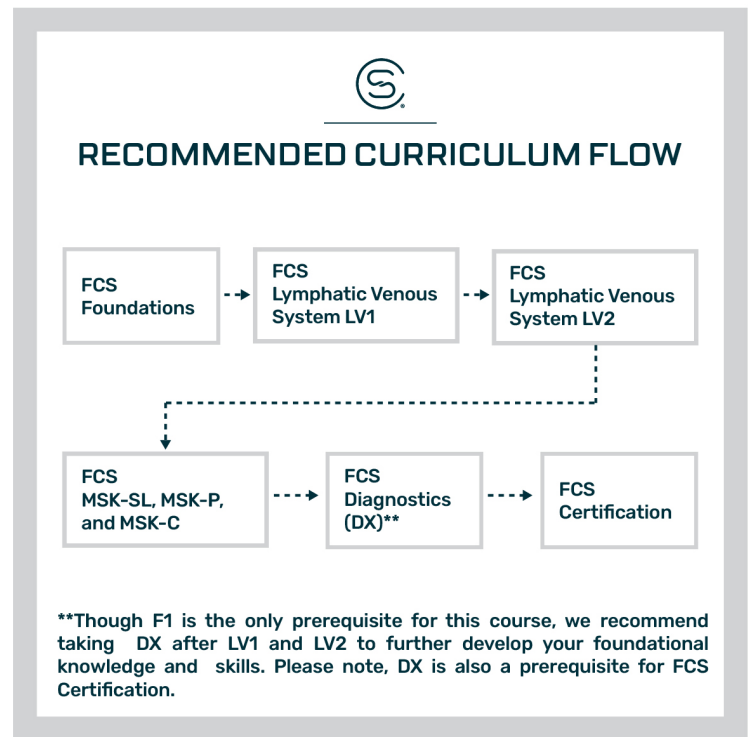 RECOMMENDED CURRICULUM FLOW
FCS
Foundations
FCS
Lymphatic Venous
System LV1
FCS
Lymphatic Venous
System LV2
FCS
MSK-SL, MSK-P,
and MSK-C
FCS
Diagnostics
(DX)**
FCS
Certification
**Though F1 is the only prerequisite for this course, we recommend
taking DX after LV1 and LV2 to further develop your foundational
knowledge and skills. Please note, DX is also a prerequisite for FCS
Certification.